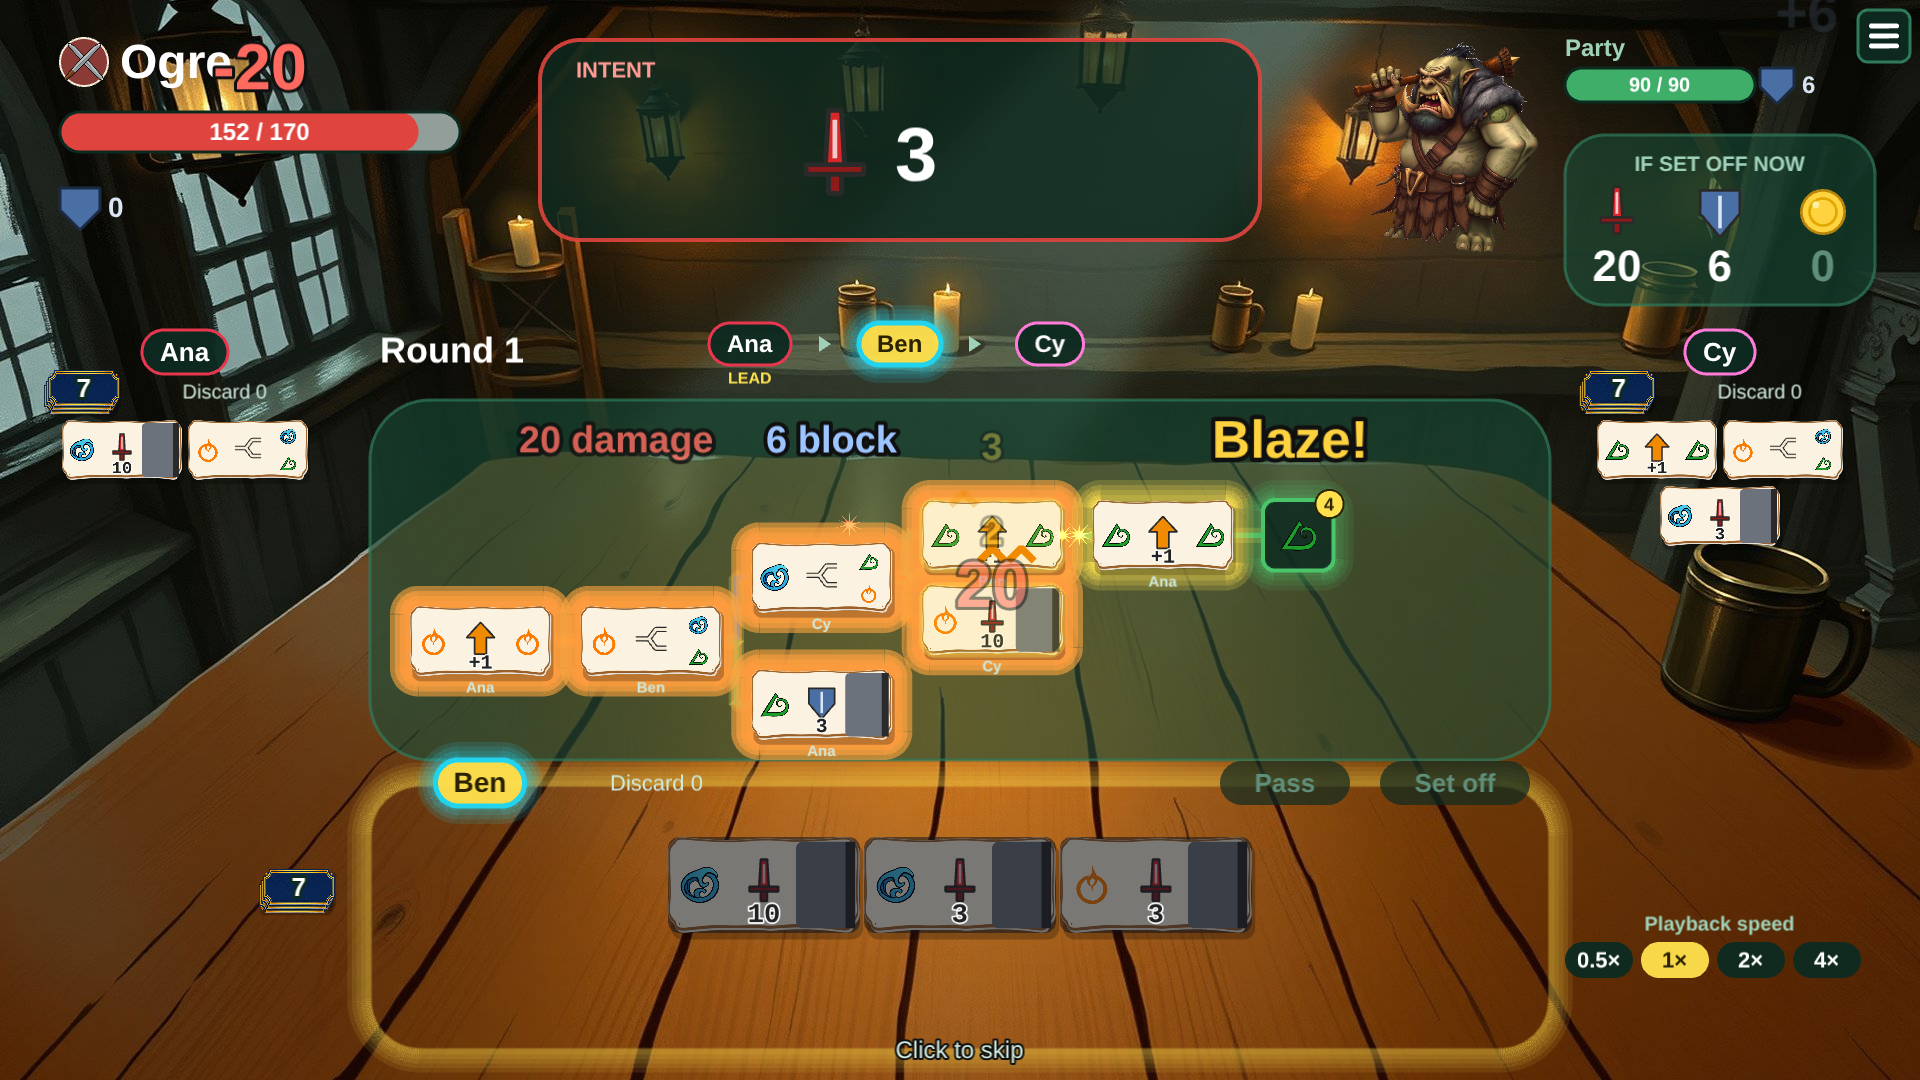 Ogre
-20
152 / 170
0
INTENT
3
+6
Party
90 / 90
6
IF SET OFF NOW
20
6
0
Ana
7
Discard 0
10
Round 1
Ana
LEAD
Ben
Cy
Cy
7
Discard 0
+1
3
20 damage
6 block
3
Blaze!
+1
Ana
Ben
Cy
3
Ana
2
20
10
Cy
+1
Ana
4
Ben
Discard 0
Pass
Set off
7
10
3
3
Click to skip
Playback speed
0.5×
1×
2×
4×